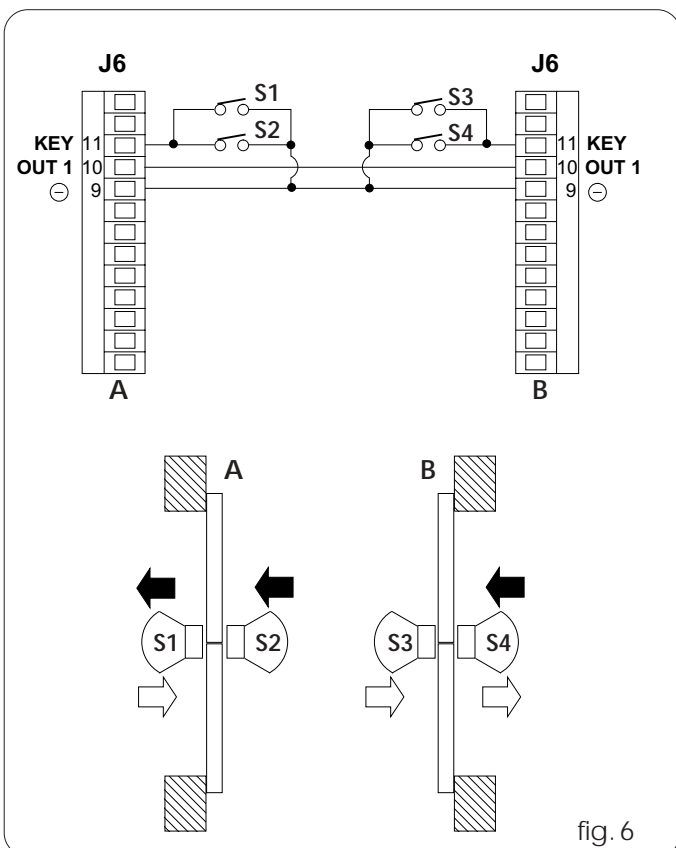 J6 J6
S1 S3
S2 S4
KEY 11 11 KEY
OUT 1 10 10 OUT 1
⊖ 9 9 ⊖
A B
A B
S1 S2 S3 S4
fig. 6